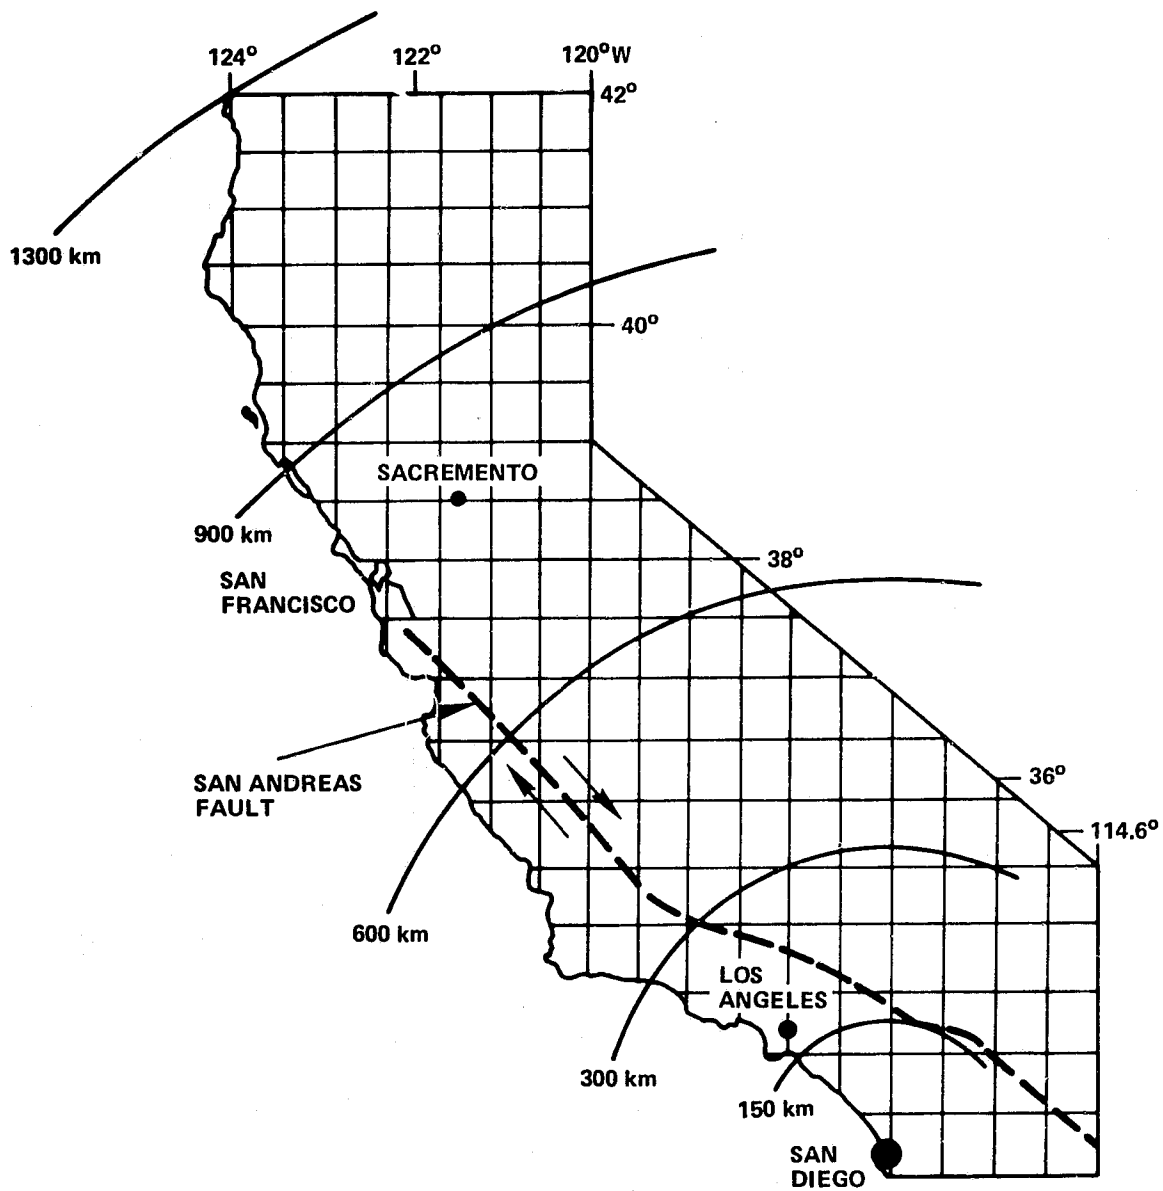 124°
122°
120°W
42°
1300 km
40°
SACREMENTO
900 km
38°
SAN
FRANCISCO
36°
SAN ANDREAS
FAULT
114.6°
600 km
LOS
ANGELES
300 km
150 km
SAN
DIEGO